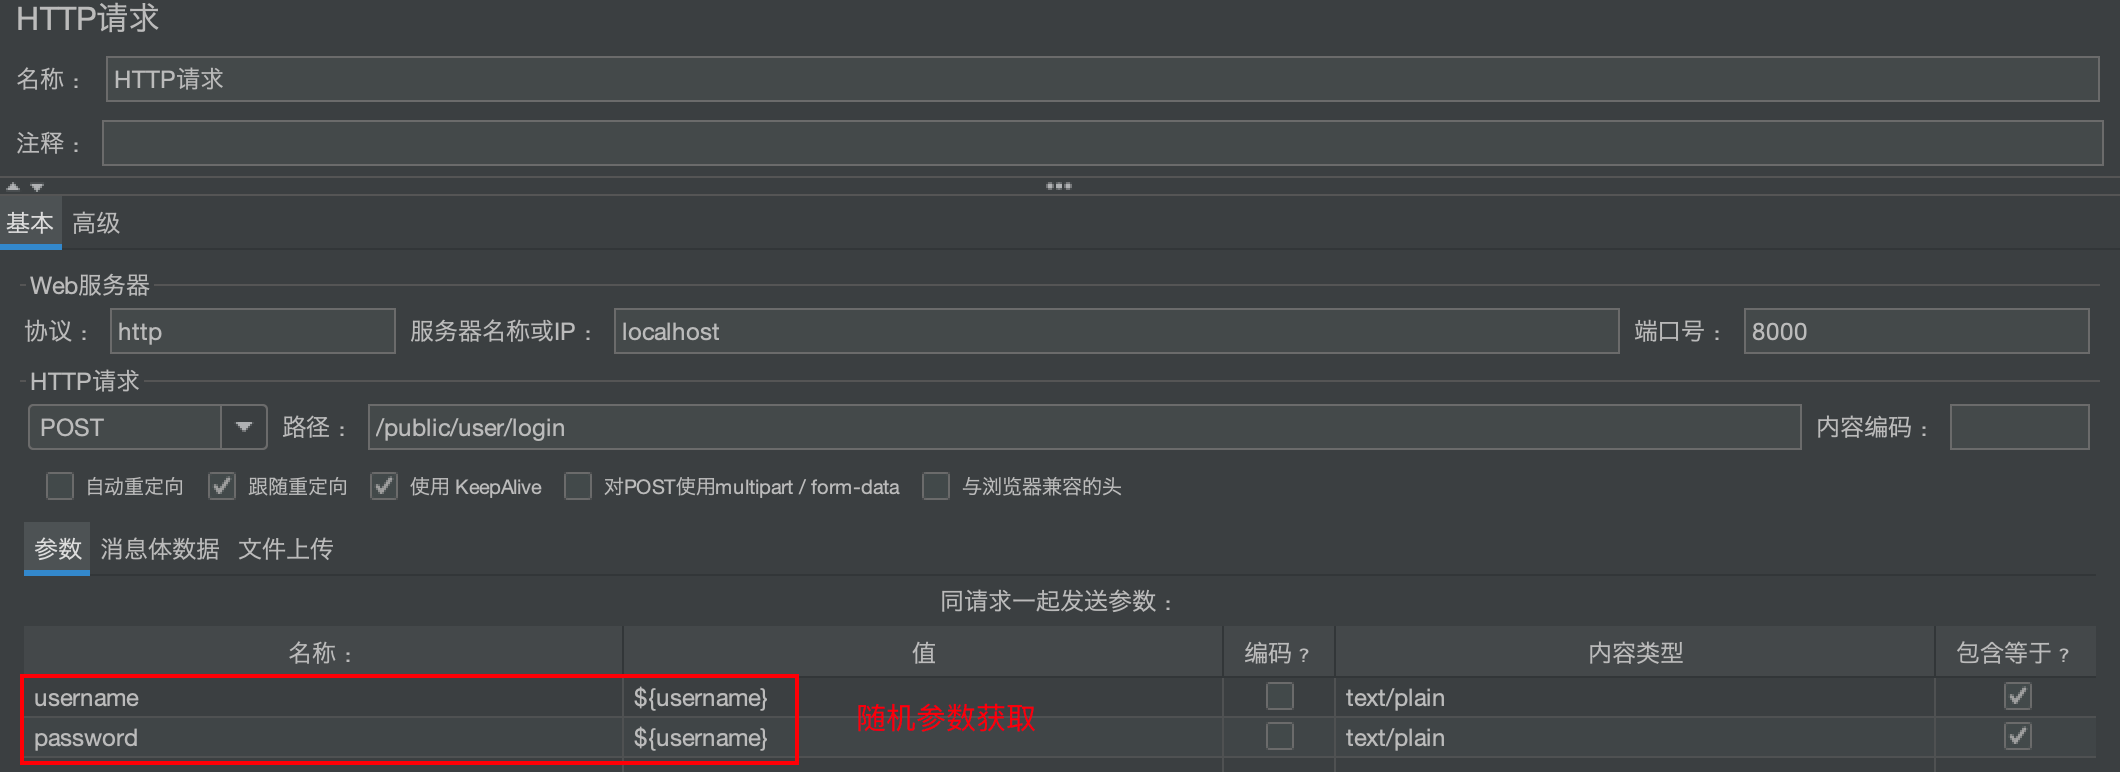 HTTP请求
名称： HTTP请求
注释：
基本 高级
Web服务器
协议： http 服务器名称或IP： localhost 端口号： 8000
HTTP请求
POST 路径： /public/user/login 内容编码：
自动重定向 跟随重定向 使用 KeepAlive 对POST使用multipart / form-data 与浏览器兼容的头
参数 消息体数据 文件上传
同请求一起发送参数：
名称： 值 编码? 内容类型 包含等于?
username ${username} text/plain
随机参数获取
password ${username} text/plain